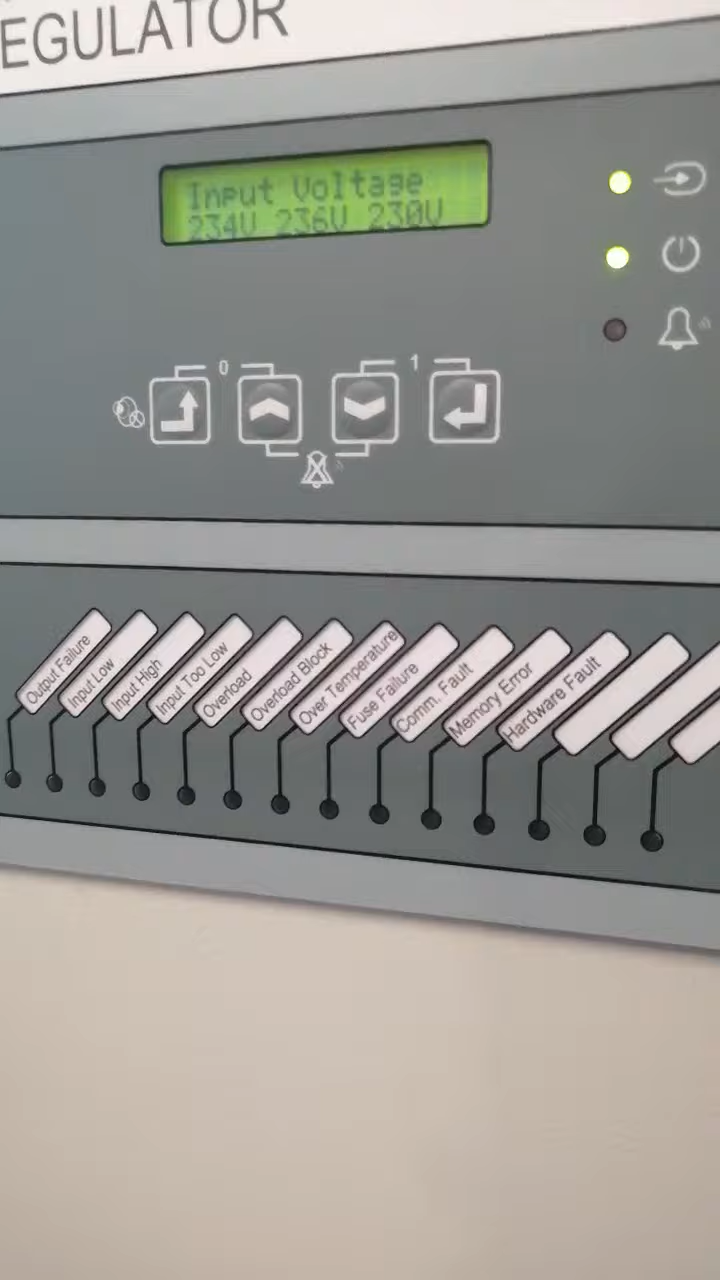 EGULATOR
Input Voltage
234V 236V 230V
0
1
Output Failure
Input Low
Input High
Input Too Low
Overload
Overload Block
Over Temperature
Fuse Failure
Comm. Fault
Memory Error
Hardware Fault